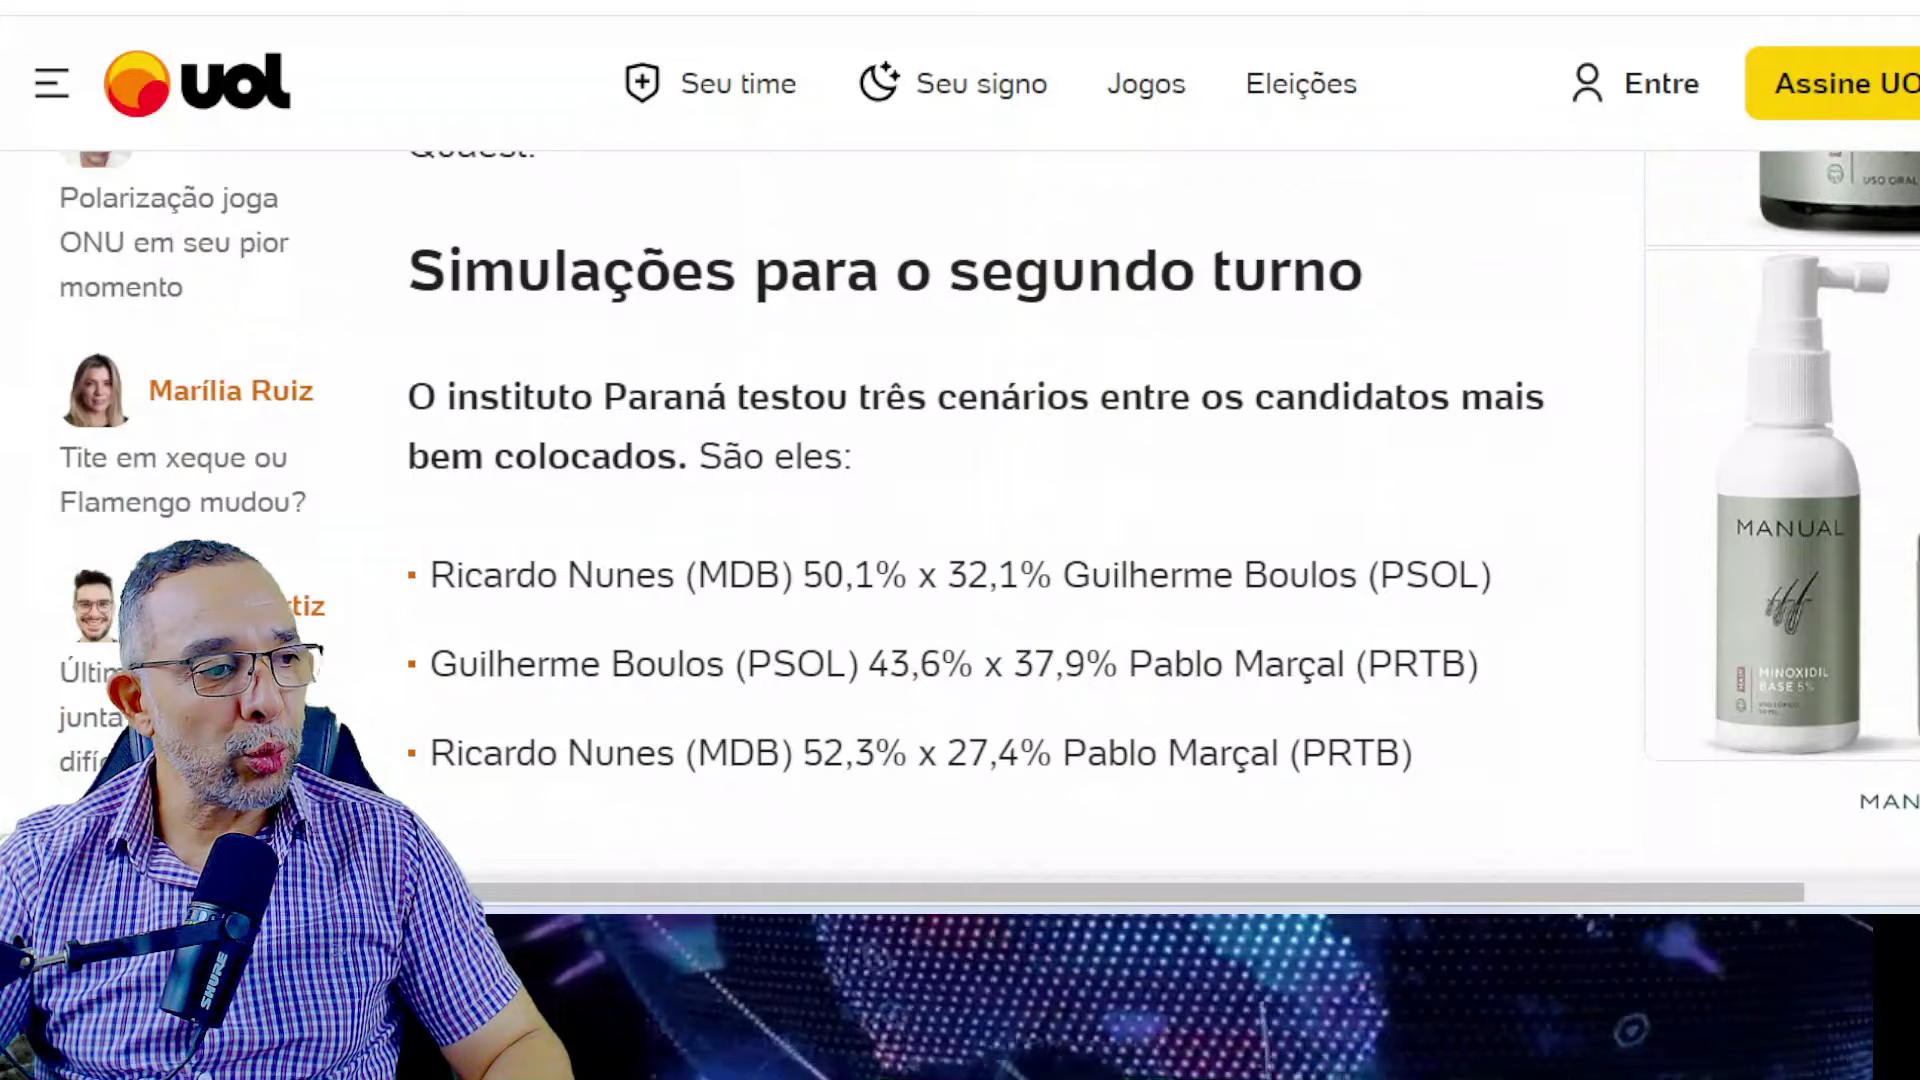 uol
Seu time
Seu signo
Jogos
Eleições
Entre
Assine UO
Polarização joga
ONU em seu pior
momento
Marília Ruiz
Tite em xeque ou
Flamengo mudou?
tiz
Últim
junta
difíc
Simulações para o segundo turno
O instituto Paraná testou três cenários entre os candidatos mais
bem colocados. São eles:
Ricardo Nunes (MDB) 50,1% x 32,1% Guilherme Boulos (PSOL)
Guilherme Boulos (PSOL) 43,6% x 37,9% Pablo Marçal (PRTB)
Ricardo Nunes (MDB) 52,3% x 27,4% Pablo Marçal (PRTB)
USO ORAL
MANUAL
MINOXIDIL
BASE 5%
MAN
SHURE